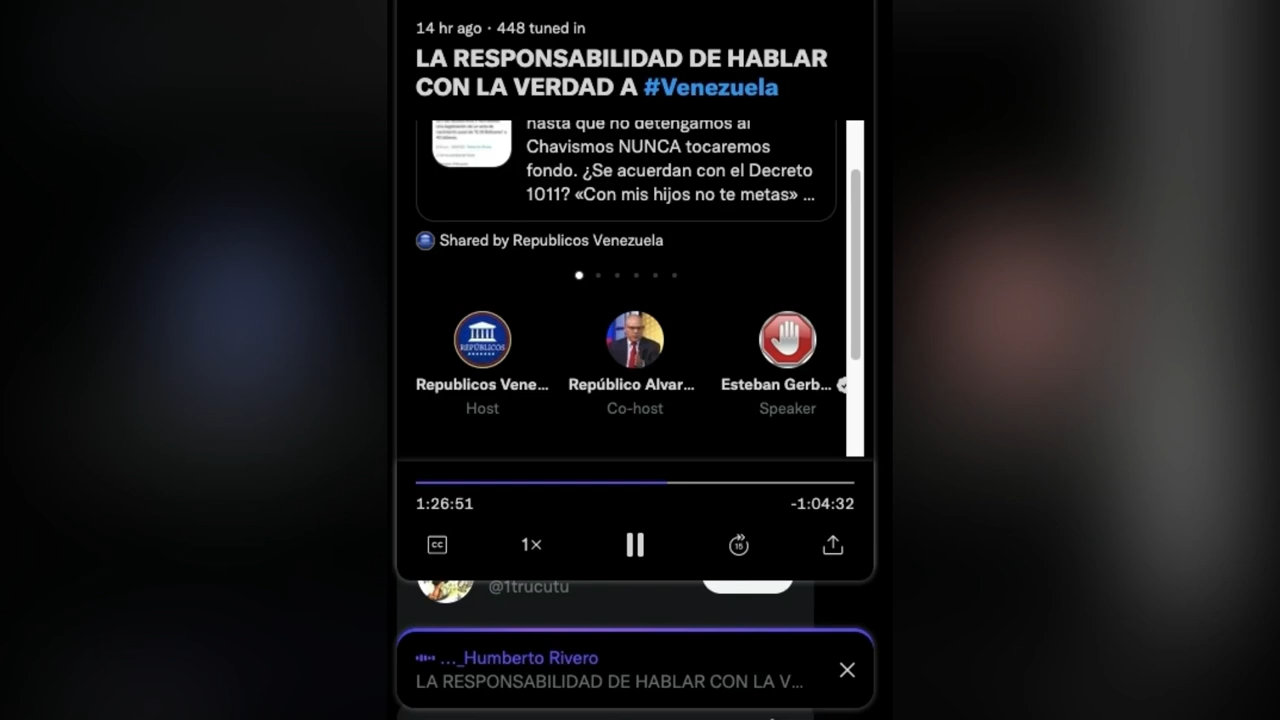 14 hr ago · 448 tuned in
LA RESPONSABILIDAD DE HABLAR
CON LA VERDAD A #Venezuela
hasta que no detengamos al
Chavismos NUNCA tocaremos
fondo. ¿Se acuerdan con el Decreto
1011? «Con mis hijos no te metas» ...
Shared by Republicos Venezuela
REPÚBLICOS
Republicos Vene... Repúblico Alvar... Esteban Gerb...
Host Co-host Speaker
1:26:51 -1:04:32
CC 1× 15
@1trucutu
..._Humberto Rivero
LA RESPONSABILIDAD DE HABLAR CON LA V...